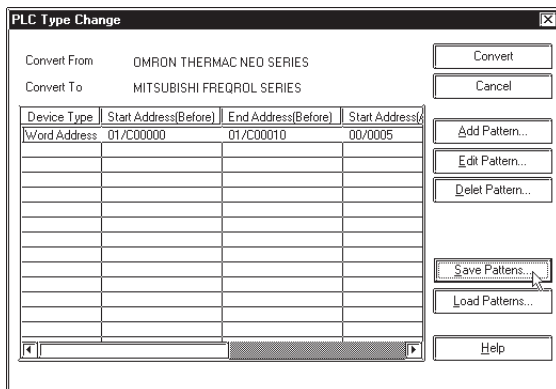 PLC Type Change
Convert From OMRON THERMAC NEO SERIES
Convert To MITSUBISHI FREQROL SERIES
Convert
Cancel
Device Type Start Address(Before) End Address(Before) Start Address(
Word Address 01/C00000 01/C00010 00/0005
Add Pattern...
Edit Pattern...
Delet Pattern...
Save Pattens...
Load Patterns...
Help